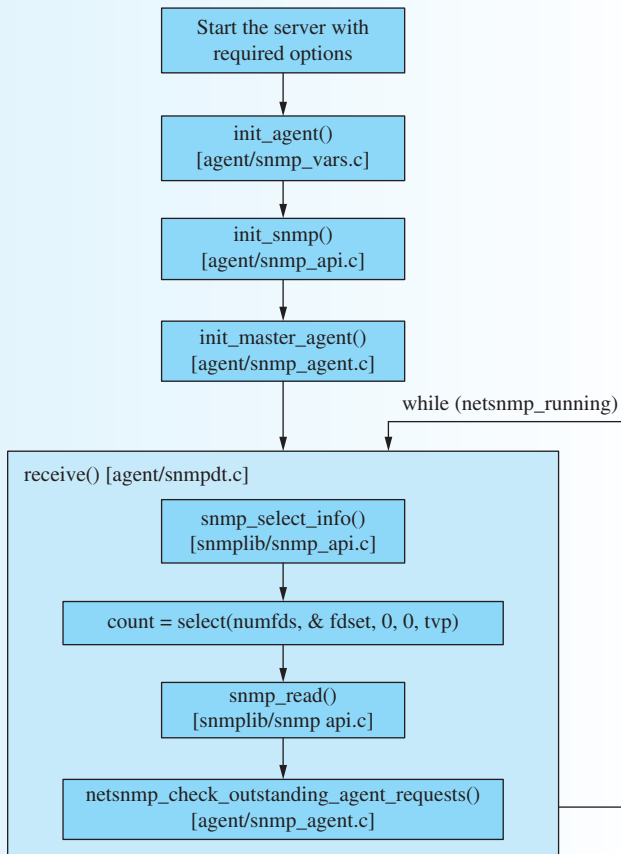 Start the server with
required options
init_agent()
[agent/snmp_vars.c]
init_snmp()
[agent/snmp_api.c]
init_master_agent()
[agent/snmp_agent.c]
while (netsnmp_running)
receive() [agent/snmpdt.c]
snmp_select_info()
[snmplib/snmp_api.c]
count = select(numfds, & fdset, 0, 0, tvp)
snmp_read()
[snmplib/snmp api.c]
netsnmp_check_outstanding_agent_requests()
[agent/snmp_agent.c]